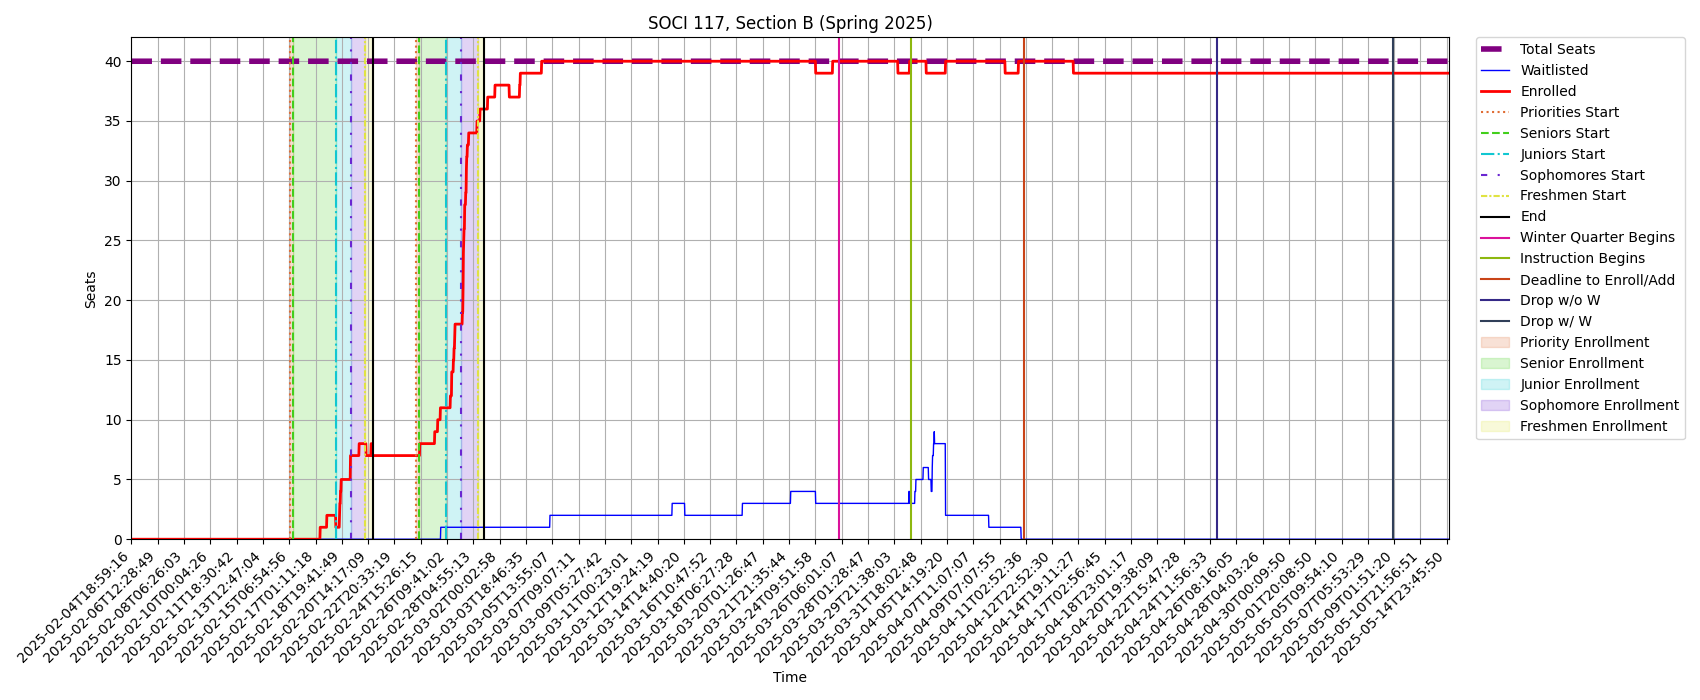 SOCI 117, Section B (Spring 2025)
Seats
40
35
30
25
20
15
10
5
0
2025-02-04T18:59:16
2025-02-06T12:28:49
2025-02-08T06:26:03
2025-02-10T00:04:26
2025-02-11T18:30:42
2025-02-13T12:47:04
2025-02-15T06:54:56
2025-02-17T01:11:18
2025-02-18T19:41:49
2025-02-20T14:17:09
2025-02-22T20:33:19
2025-02-24T15:26:15
2025-02-26T09:41:02
2025-02-28T04:55:13
2025-03-02T00:02:58
2025-03-03T18:46:35
2025-03-05T13:55:07
2025-03-07T09:07:11
2025-03-09T05:27:42
2025-03-11T00:23:01
2025-03-12T19:24:19
2025-03-14T14:40:20
2025-03-16T10:47:52
2025-03-18T06:27:28
2025-03-20T01:26:47
2025-03-21T21:35:44
2025-03-24T09:51:58
2025-03-26T06:01:07
2025-03-28T01:28:47
2025-03-29T21:38:03
2025-03-31T18:02:48
2025-04-05T14:19:20
2025-04-07T11:07:07
2025-04-09T07:07:55
2025-04-11T02:52:36
2025-04-12T22:52:30
2025-04-14T19:11:27
2025-04-17T02:56:45
2025-04-18T23:01:17
2025-04-20T19:38:09
2025-04-22T15:47:28
2025-04-24T11:56:33
2025-04-26T08:16:05
2025-04-28T04:03:26
2025-04-30T00:09:50
2025-05-01T20:08:50
2025-05-05T09:54:10
2025-05-07T05:53:29
2025-05-09T01:51:20
2025-05-10T21:56:51
2025-05-14T23:45:50
Time
Total Seats
Waitlisted
Enrolled
Priorities Start
Seniors Start
Juniors Start
Sophomores Start
Freshmen Start
End
Winter Quarter Begins
Instruction Begins
Deadline to Enroll/Add
Drop w/o W
Drop w/ W
Priority Enrollment
Senior Enrollment
Junior Enrollment
Sophomore Enrollment
Freshmen Enrollment